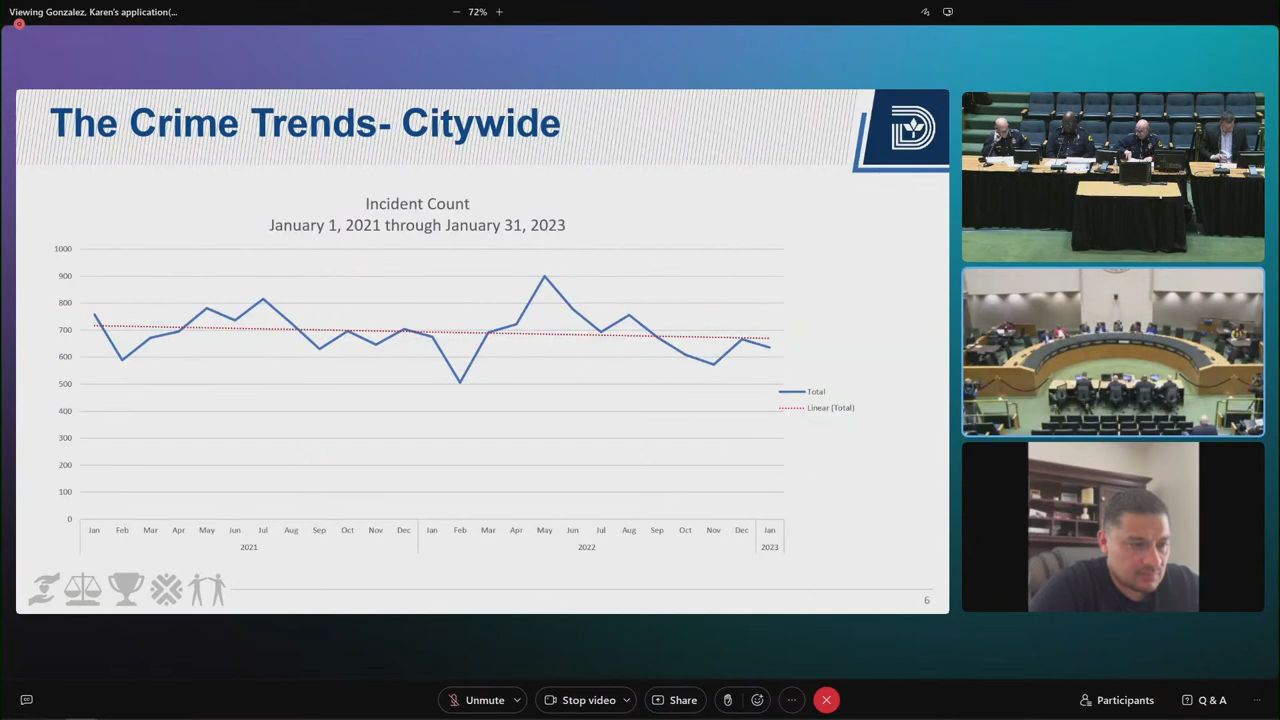 Viewing Gonzalez, Karen's application(...
72%
The Crime Trends- Citywide
Incident Count
January 1, 2021 through January 31, 2023
1000
900
800
700
600
500
400
300
200
100
0
Total
Linear (Total)
Jan Feb Mar Apr May Jun Jul Aug Sep Oct Nov Dec Jan Feb Mar Apr May Jun Jul Aug Sep Oct Nov Dec Jan
2021 2022 2023
6
Unmute Stop video Share Participants Q & A